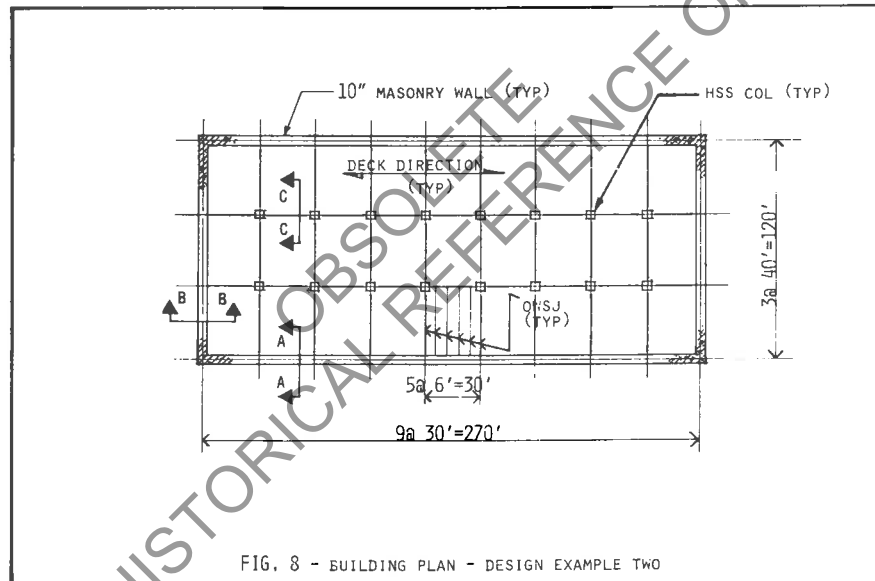 10" MASONRY WALL (TYP)
HSS COL (TYP)
DECK DIRECTION
(TYP)
C
C
B
B
A
A
OWSJ
(TYP)
3@ 40'=120'
5@ 6'=30'
9@ 30'=270'
OBSOLETE
HISTORICAL REFERENCE O
FIG. 8 - BUILDING PLAN - DESIGN EXAMPLE TWO